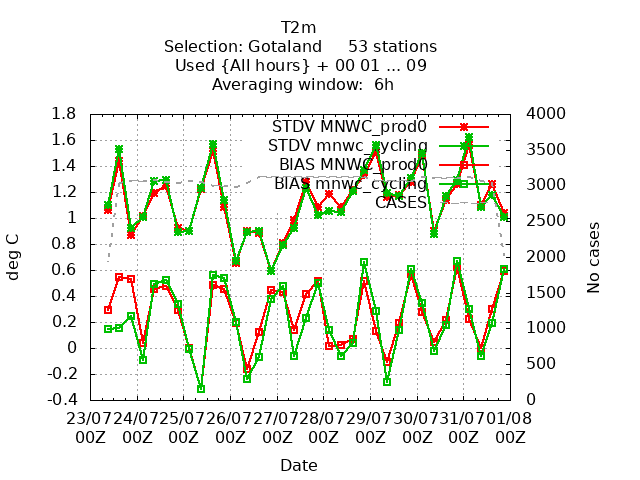 T2m
Selection: Gotaland 53 stations
Used {All hours} + 00 01 ... 09
Averaging window: 6h
STDV MNWC_prod0
STDV mnwc_cycling
BIAS MNWC_prod0
BIAS mnwc_cycling
CASES
1.8
1.6
1.4
1.2
1
0.8
0.6
0.4
0.2
0
-0.2
-0.4
deg C
4000
3500
3000
2500
2000
1500
1000
500
0
No cases
23/07 24/07 25/07 26/07 27/07 28/07 29/07 30/07 31/07 01/08
00Z 00Z 00Z 00Z 00Z 00Z 00Z 00Z 00Z 00Z
Date